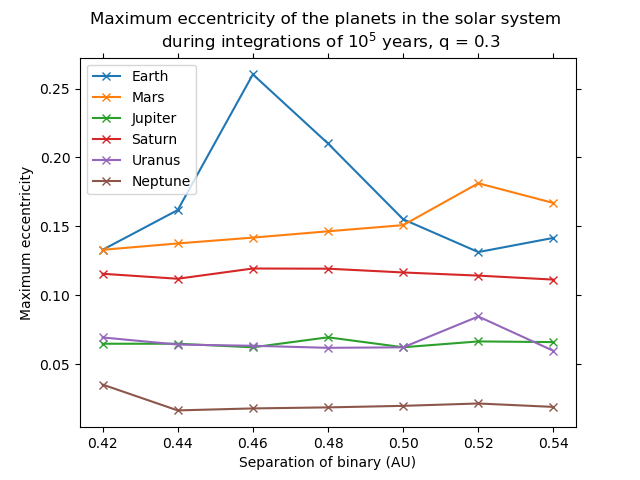 Maximum eccentricity of the planets in the solar system
during integrations of 10⁵ years, q = 0.3
Earth
Mars
Jupiter
Saturn
Uranus
Neptune
Maximum eccentricity
0.25
0.20
0.15
0.10
0.05
0.42 0.44 0.46 0.48 0.50 0.52 0.54
Separation of binary (AU)